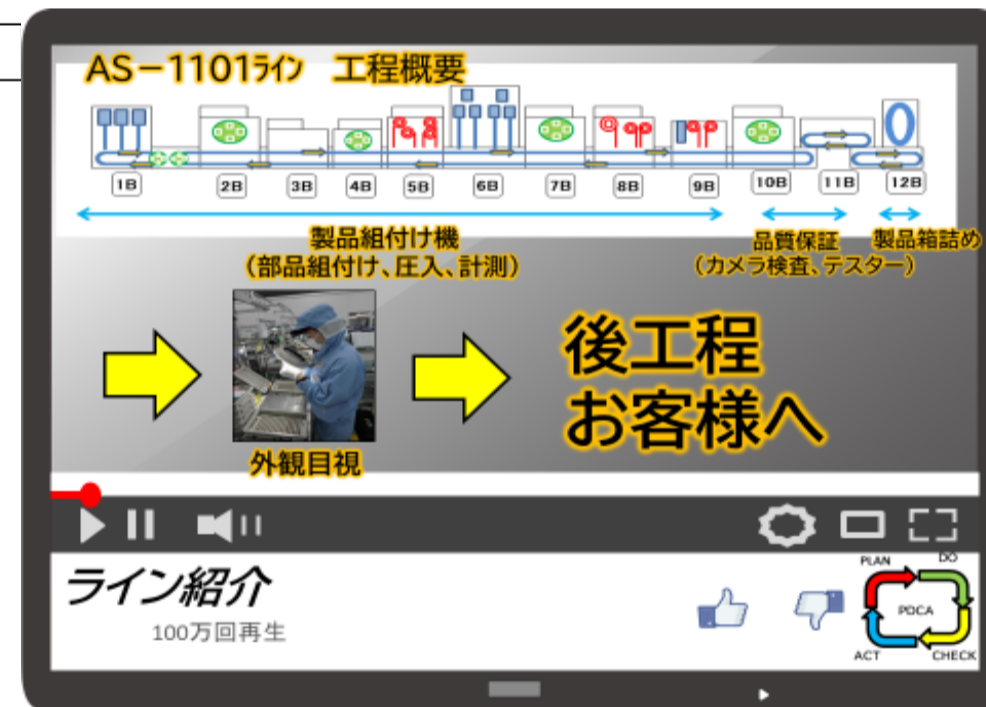 AS－1101ライン　工程概要
1B 2B 3B 4B 5B 6B 7B 8B 9B 10B 11B 12B
製品組付け機
（部品組付け、圧入、計測）
品質保証
（カメラ検査、テスター）
製品箱詰め
外観目視
後工程
お客様へ
ライン紹介
100万回再生
PLAN
DO
PDCA
ACT
CHECK